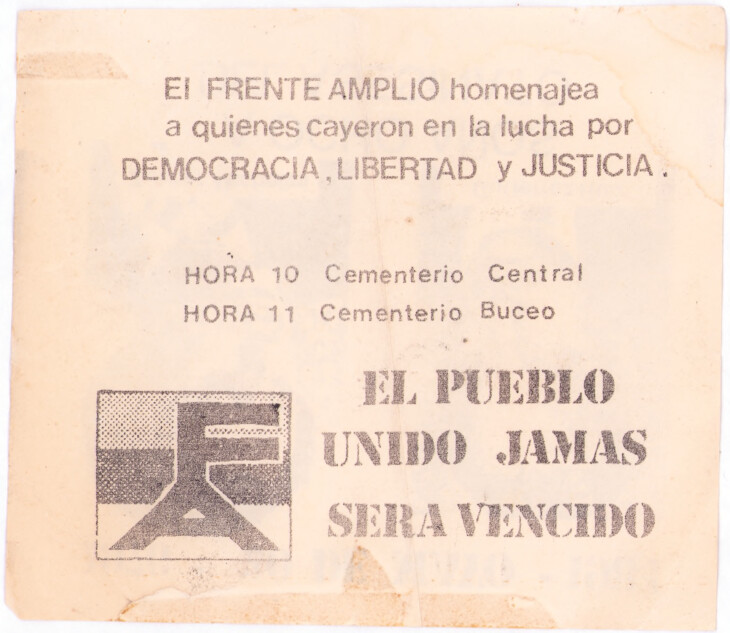 El FRENTE AMPLIO homenajea
a quienes cayeron en la lucha por
DEMOCRACIA, LIBERTAD y JUSTICIA.
HORA 10 Cementerio Central
HORA 11 Cementerio Buceo
EL PUEBLO
UNIDO JAMAS
SERA VENCIDO
FA